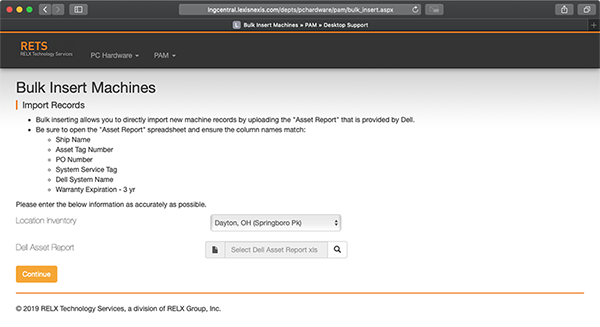 lngcentral.lexisnexis.com/depts/pchardware/pam/bulk_insert.aspx
L Bulk Insert Machines » PAM » Desktop Support
RETS
RELX Technology Services
PC Hardware
PAM
Bulk Insert Machines
Import Records
Bulk inserting allows you to directly import new machine records by uploading the "Asset Report" that is provided by Dell.
Be sure to open the "Asset Report" spreadsheet and ensure the column names match:
Ship Name
Asset Tag Number
PO Number
System Service Tag
Dell System Name
Warranty Expiration - 3 yr
Please enter the below information as accurately as possible.
Location Inventory
Dayton, OH (Springboro Pk)
Dell Asset Report
Select Dell Asset Report xls
Continue
© 2019 RELX Technology Services, a division of RELX Group, Inc.